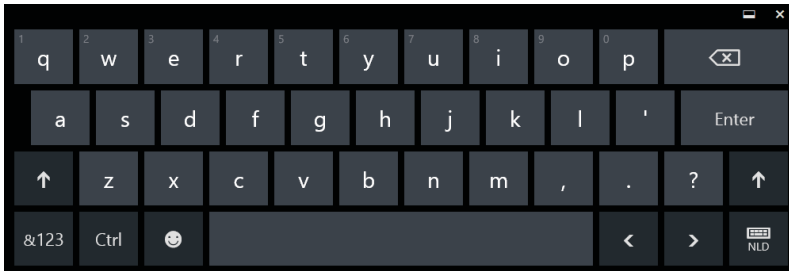 1 2 3 4 5 6 7 8 9 0
q w e r t y u i o p
a s d f g h j k l ' Enter
z x c v b n m , . ?
&123 Ctrl < > NLD